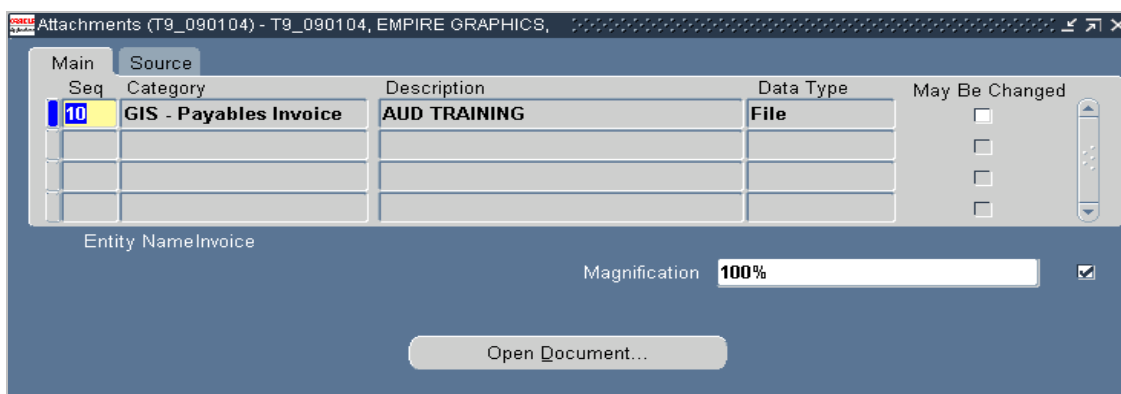 ORACLE Attachments (T9_090104) - T9_090104, EMPIRE GRAPHICS,
Main Source
Seq Category Description Data Type May Be Changed
10 GIS - Payables Invoice AUD TRAINING File
Entity NameInvoice
Magnification 100%
Open Document...